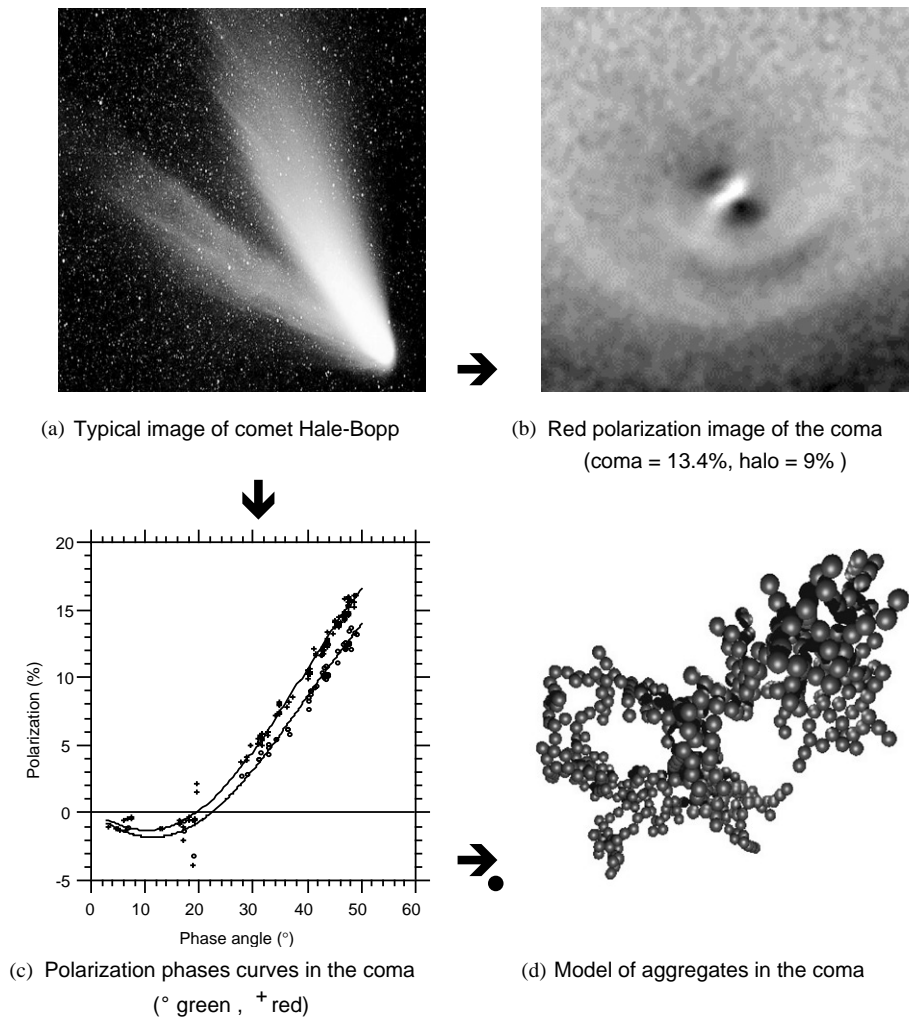 (a) Typical image of comet Hale-Bopp
(b) Red polarization image of the coma
(coma = 13.4%, halo = 9% )
20
15
10
5
0
-5
Polarization (%)
0 10 20 30 40 50 60
Phase angle (°)
(c) Polarization phases curves in the coma
(° green , + red)
(d) Model of aggregates in the coma